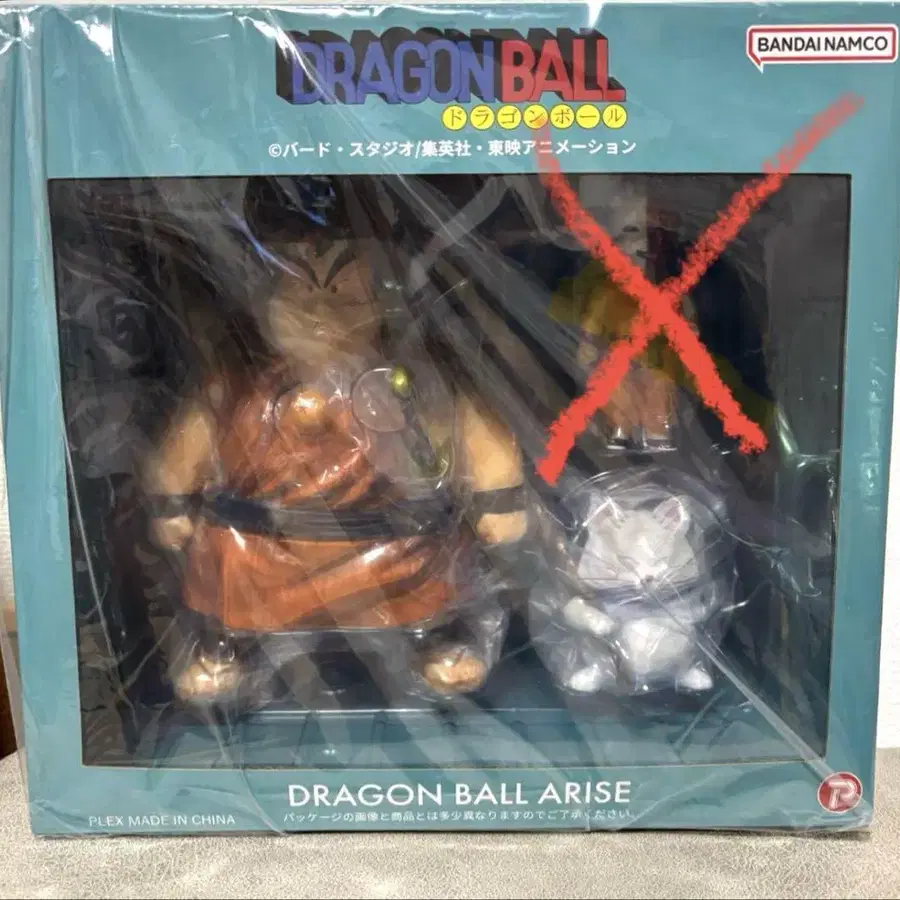 BANDAI NAMCO
DRAGON BALL
ドラゴンボール
©バード・スタジオ/集英社・東映アニメーション
DRAGON BALL ARISE
PLEX MADE IN CHINA
パッケージの画像と商品とは多少異なりますのでご了承ください。